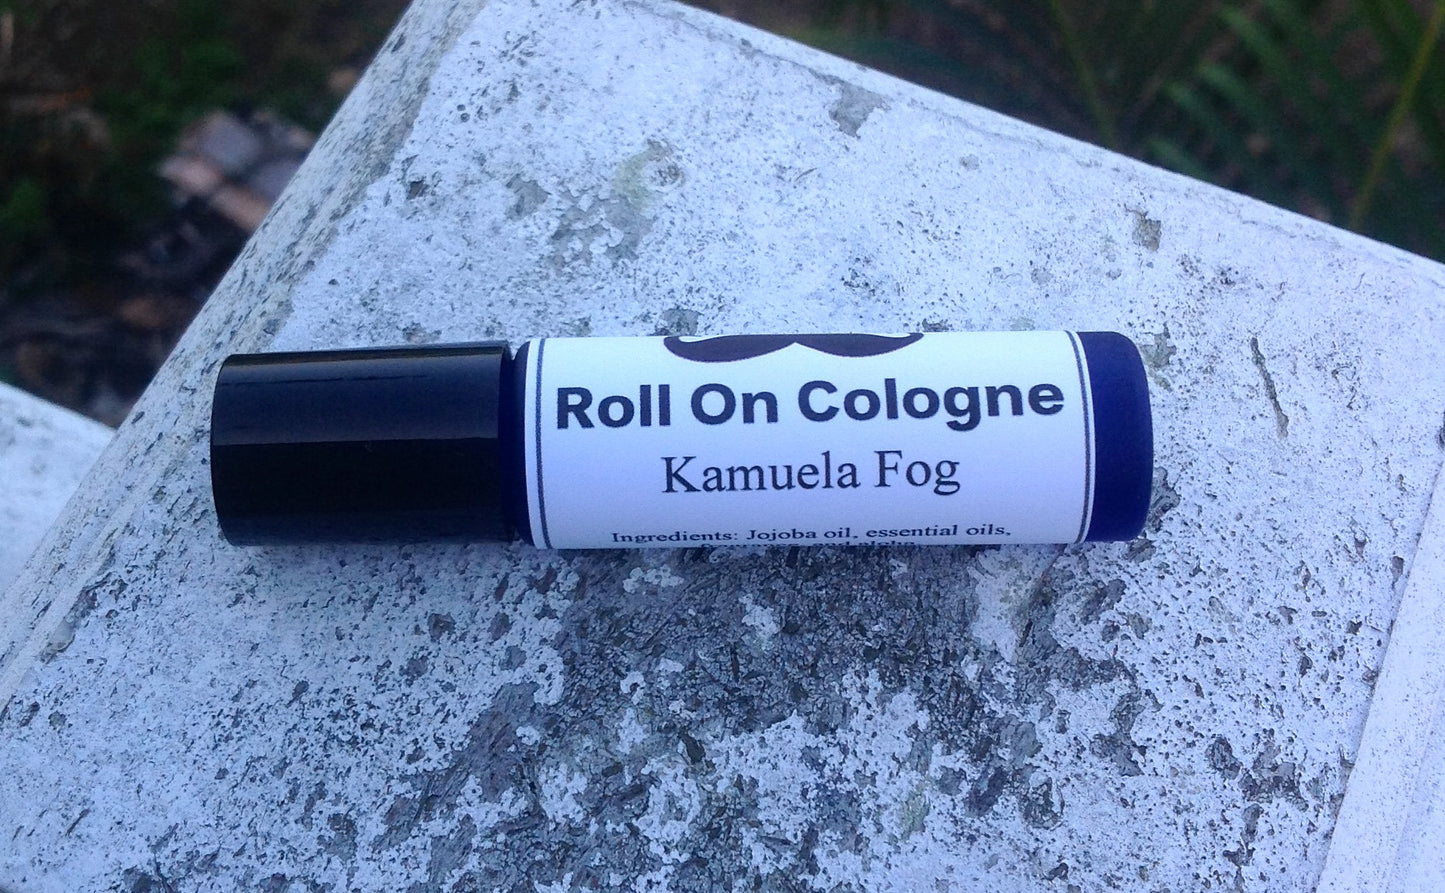 Roll On Cologne
Kamuela Fog
Ingredients: Jojoba oil, essential oils,